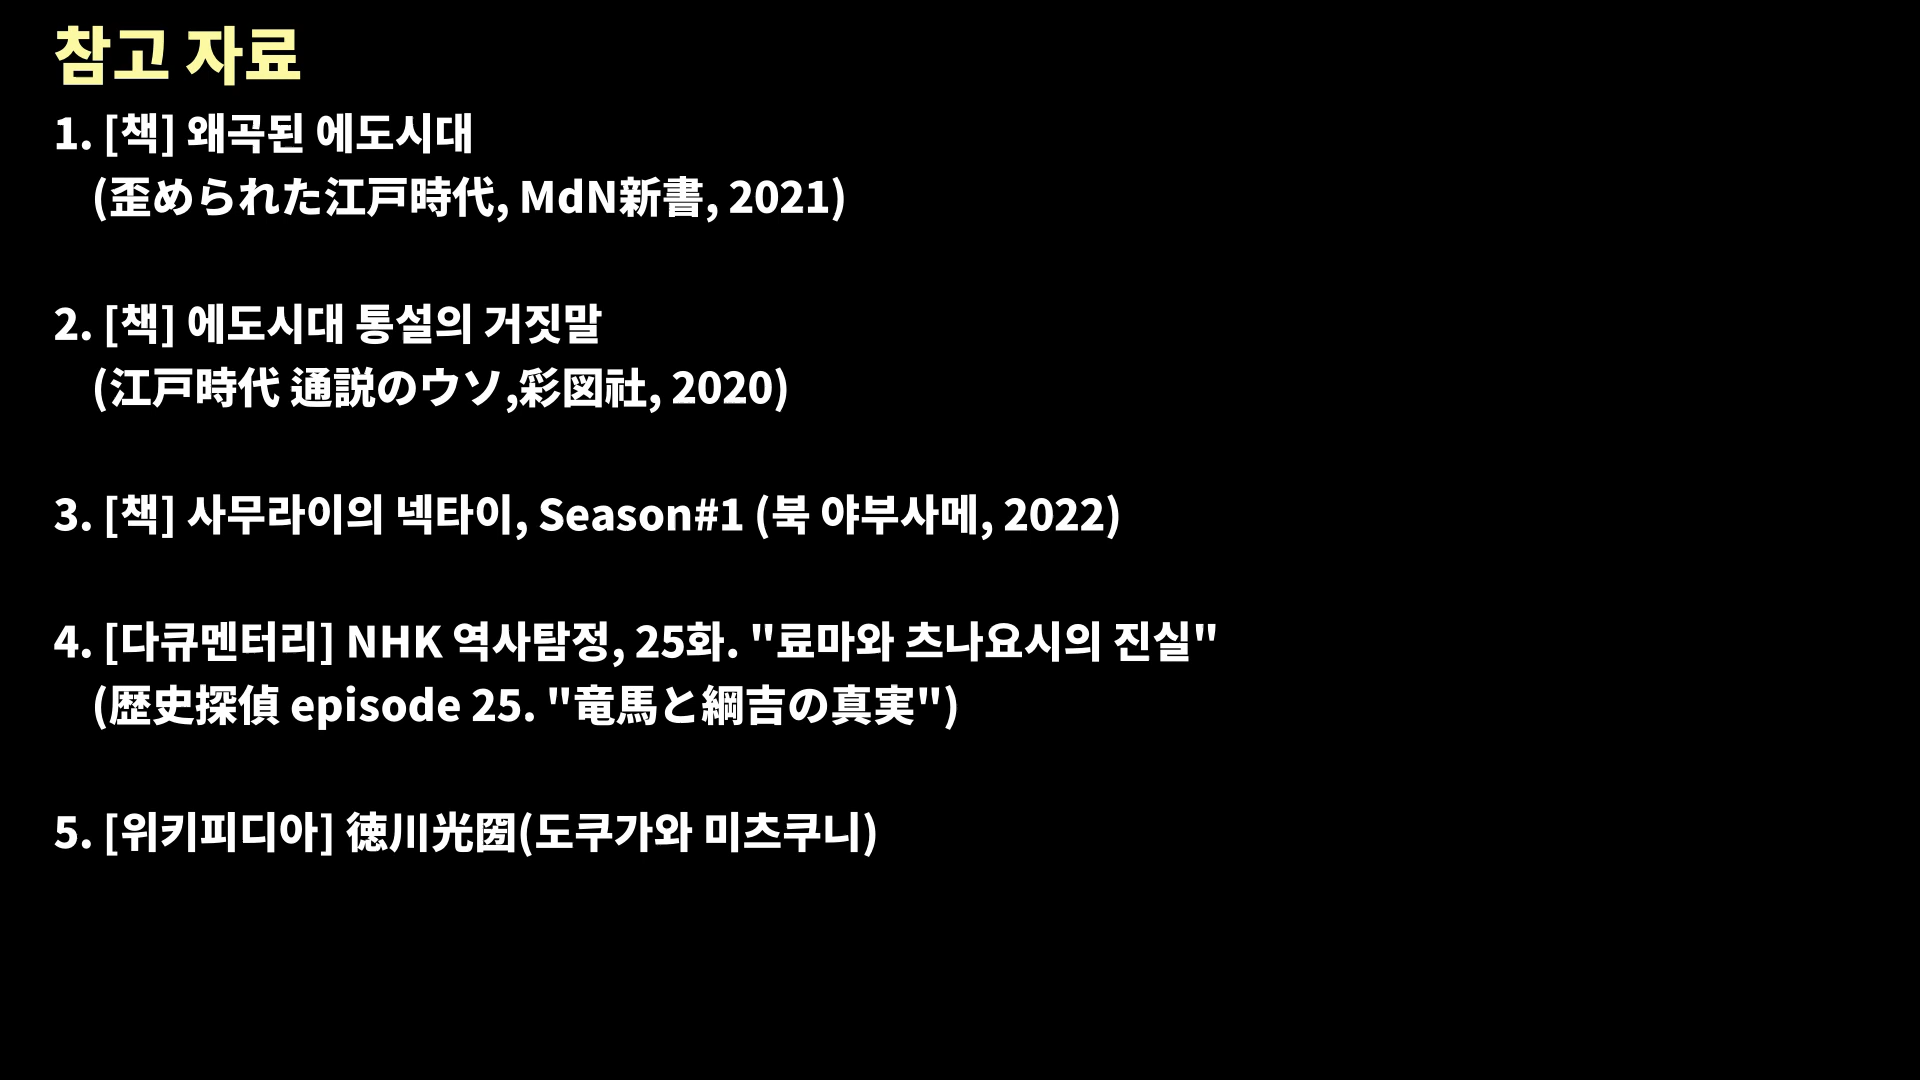 참고 자료
1. [책] 왜곡된 에도시대
(歪められた江戸時代, MdN新書, 2021)
2. [책] 에도시대 통설의 거짓말
(江戸時代 通説のウソ,彩図社, 2020)
3. [책] 사무라이의 넥타이, Season#1 (북 야부사메, 2022)
4. [다큐멘터리] NHK 역사탐정, 25화. "료마와 츠나요시의 진실"
(歴史探偵 episode 25. "竜馬と綱吉の真実")
5. [위키피디아] 徳川光圀(도쿠가와 미츠쿠니)